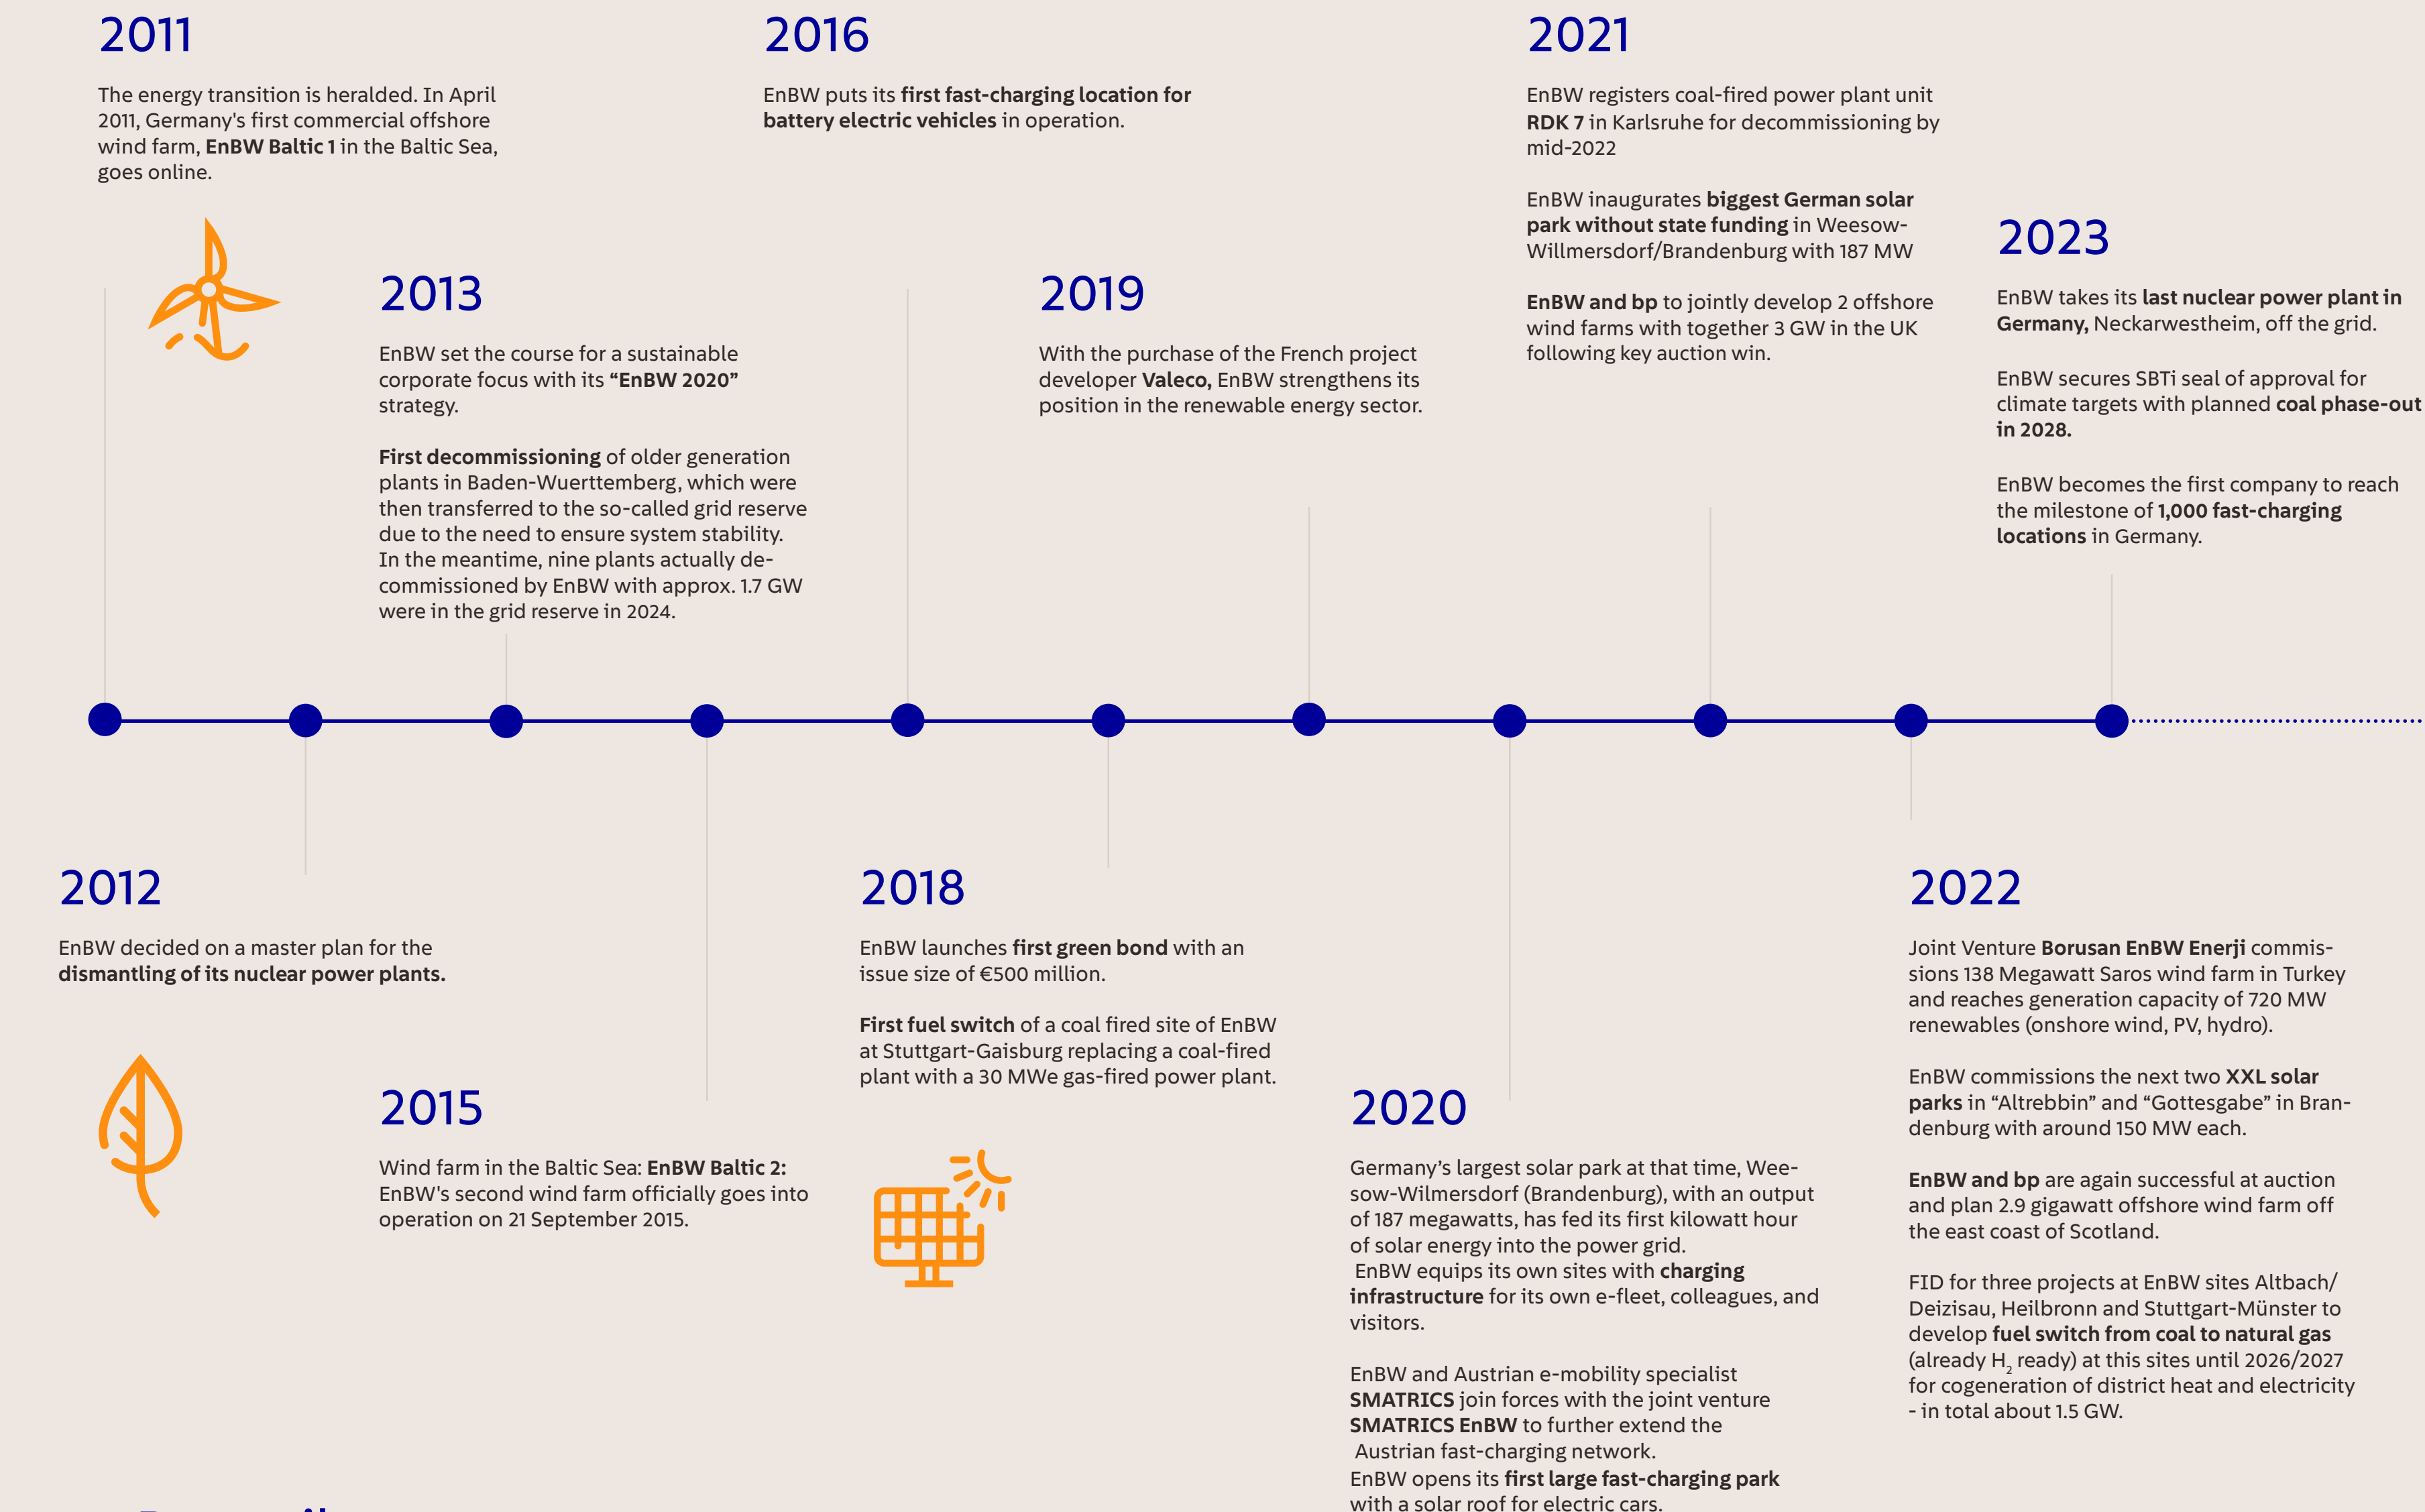 2011
The energy transition is heralded. In April
2011, Germany's first commercial offshore
wind farm, EnBW Baltic 1 in the Baltic Sea,
goes online.
2016
EnBW puts its first fast-charging location for
battery electric vehicles in operation.
2021
EnBW registers coal-fired power plant unit
RDK 7 in Karlsruhe for decommissioning by
mid-2022
EnBW inaugurates biggest German solar
park without state funding in Weesow-
Willmersdorf/Brandenburg with 187 MW
EnBW and bp to jointly develop 2 offshore
wind farms with together 3 GW in the UK
following key auction win.
2013
EnBW set the course for a sustainable
corporate focus with its “EnBW 2020”
strategy.
First decommissioning of older generation
plants in Baden-Wuerttemberg, which were
then transferred to the so-called grid reserve
due to the need to ensure system stability.
In the meantime, nine plants actually de-
commissioned by EnBW with approx. 1.7 GW
were in the grid reserve in 2024.
2019
With the purchase of the French project
developer Valeco, EnBW strengthens its
position in the renewable energy sector.
2023
EnBW takes its last nuclear power plant in
Germany, Neckarwestheim, off the grid.
EnBW secures SBTi seal of approval for
climate targets with planned coal phase-out
in 2028.
EnBW becomes the first company to reach
the milestone of 1,000 fast-charging
locations in Germany.
2012
EnBW decided on a master plan for the
dismantling of its nuclear power plants.
2015
Wind farm in the Baltic Sea: EnBW Baltic 2:
EnBW's second wind farm officially goes into
operation on 21 September 2015.
2018
EnBW launches first green bond with an
issue size of €500 million.
First fuel switch of a coal fired site of EnBW
at Stuttgart-Gaisburg replacing a coal-fired
plant with a 30 MWe gas-fired power plant.
2020
Germany’s largest solar park at that time, Wee-
sow-Wilmersdorf (Brandenburg), with an output
of 187 megawatts, has fed its first kilowatt hour
of solar energy into the power grid.
EnBW equips its own sites with charging
infrastructure for its own e-fleet, colleagues, and
visitors.
EnBW and Austrian e-mobility specialist
SMATRICS join forces with the joint venture
SMATRICS EnBW to further extend the
Austrian fast-charging network.
EnBW opens its first large fast-charging park
with a solar roof for electric cars.
2022
Joint Venture Borusan EnBW Enerji commis-
sions 138 Megawatt Saros wind farm in Turkey
and reaches generation capacity of 720 MW
renewables (onshore wind, PV, hydro).
EnBW commissions the next two XXL solar
parks in “Altrebbin” and “Gottesgabe” in Bran-
denburg with around 150 MW each.
EnBW and bp are again successful at auction
and plan 2.9 gigawatt offshore wind farm off
the east coast of Scotland.
FID for three projects at EnBW sites Altbach/
Deizisau, Heilbronn and Stuttgart-Münster to
develop fuel switch from coal to natural gas
(already H₂ ready) at this sites until 2026/2027
for cogeneration of district heat and electricity
- in total about 1.5 GW.